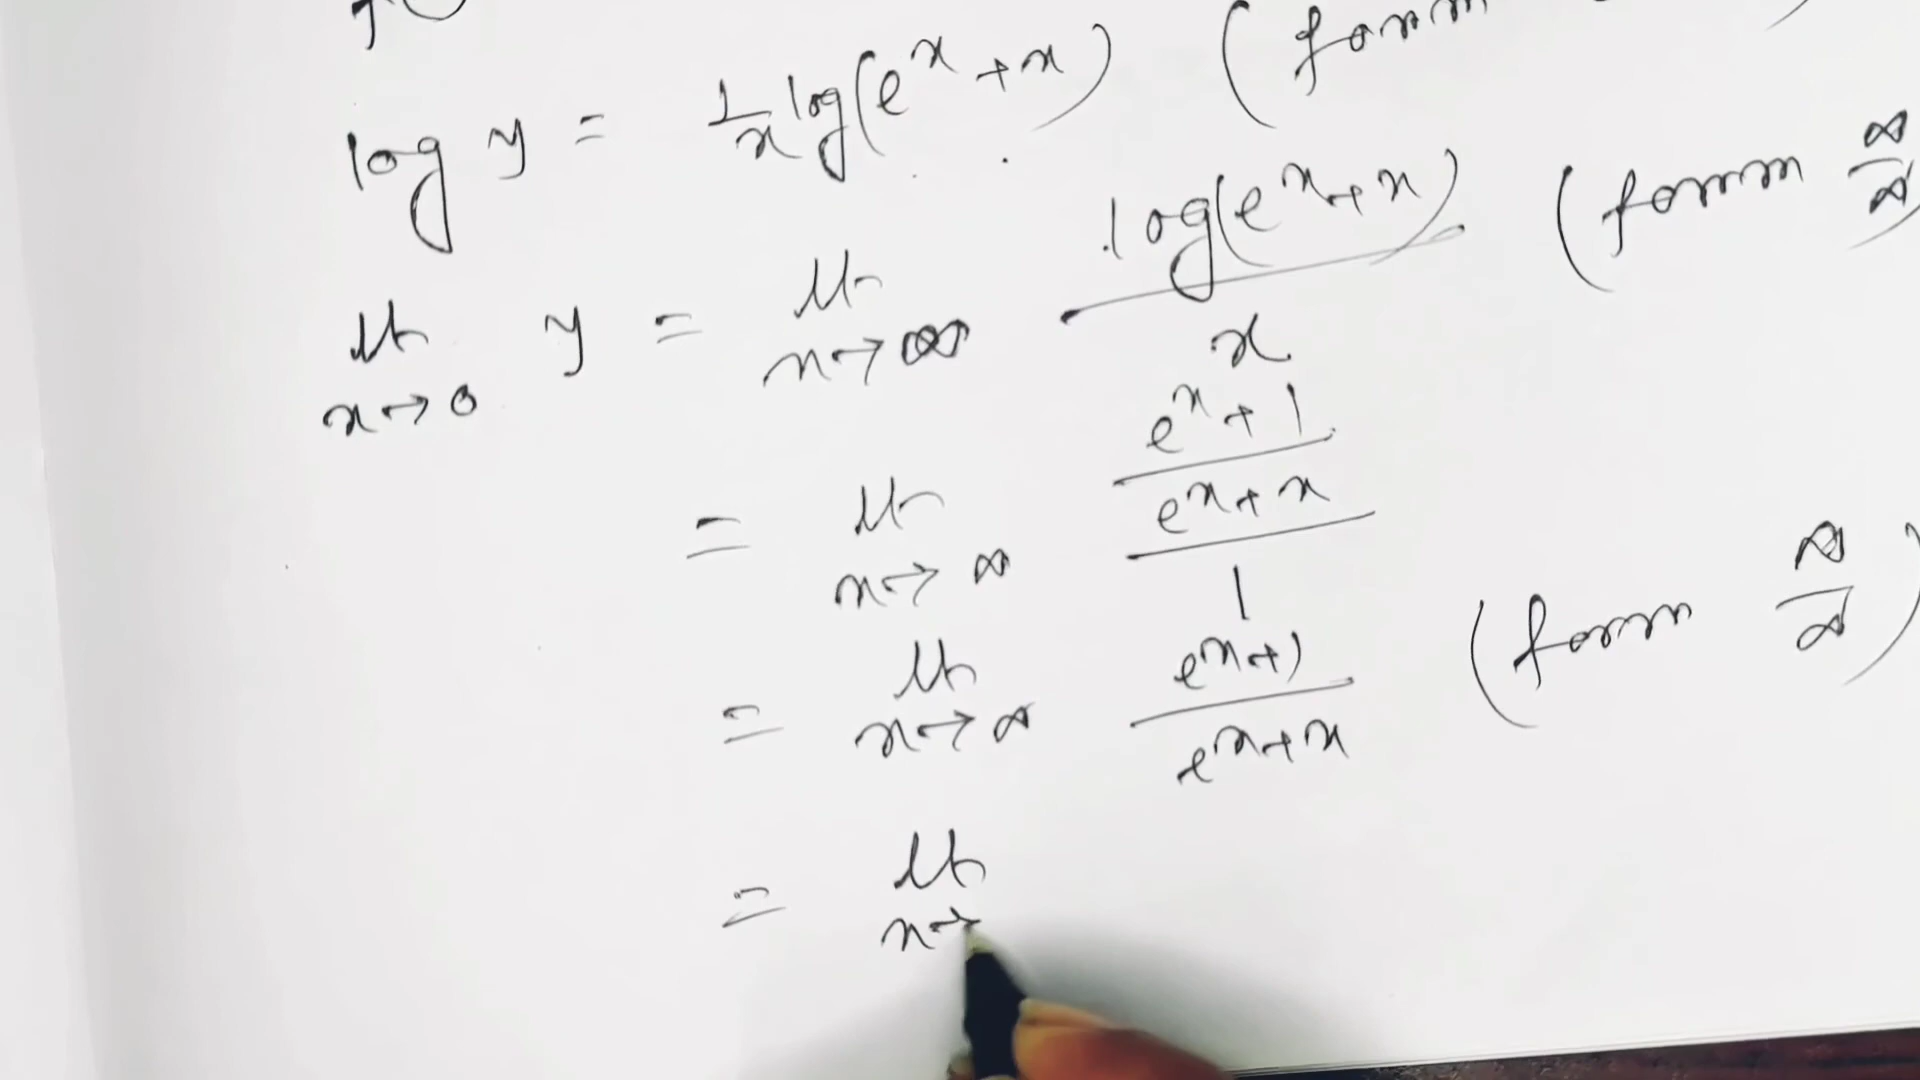 log y = 1/x log(e^x + x) (form
lt x→0 y = lt x→∞ log(e^x + x) / x (form ∞/∞)
= lt x→∞ ((e^x + 1) / (e^x + x)) / 1
= lt x→∞ (e^x + 1) / (e^x + x) (form ∞/∞)
= lt x→